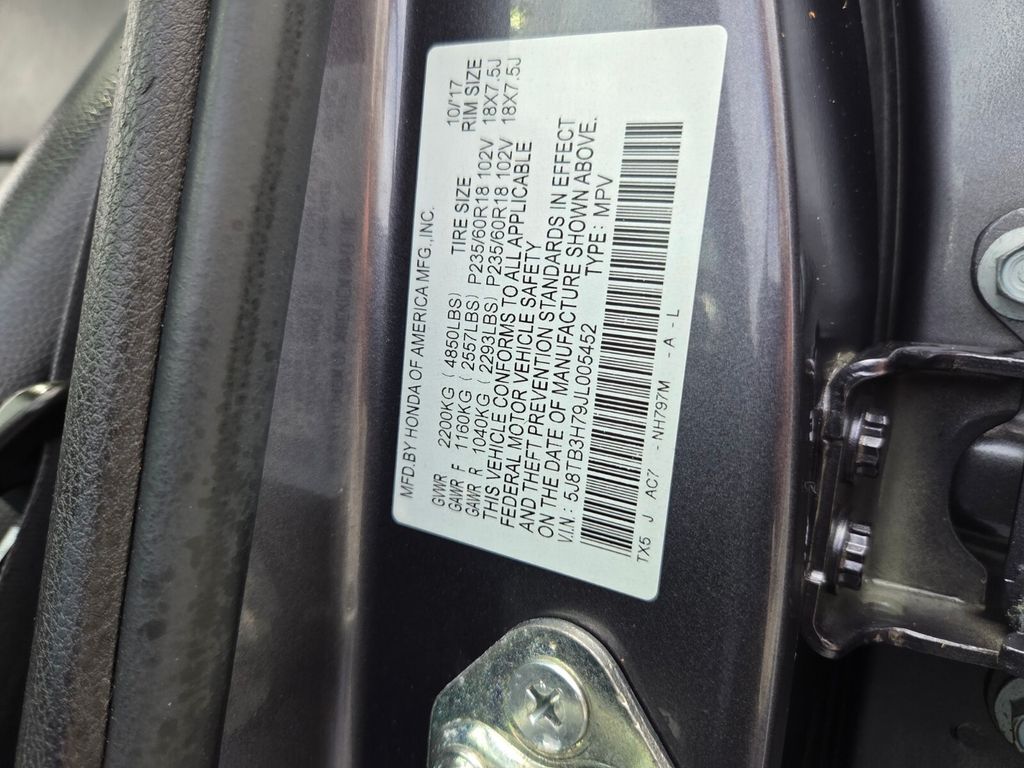 MFD.BY HONDA OF AMERICA MFG.,INC. 10/'17
GVWR 2200KG ( 4850LBS) TIRE SIZE RIM SIZE
GAWR F 1160KG ( 2557LBS) P235/60R18 102V 18X7.5J
GAWR R 1040KG ( 2293LBS) P235/60R18 102V 18X7.5J
THIS VEHICLE CONFORMS TO ALL APPLICABLE
FEDERAL MOTOR VEHICLE SAFETY
AND THEFT PREVENTION STANDARDS IN EFFECT
ON THE DATE OF MANUFACTURE SHOWN ABOVE.
V.I.N.: 5J8TB3H79JL005452 TYPE: MPV
TX5 J AC7 - NH797M - A - L